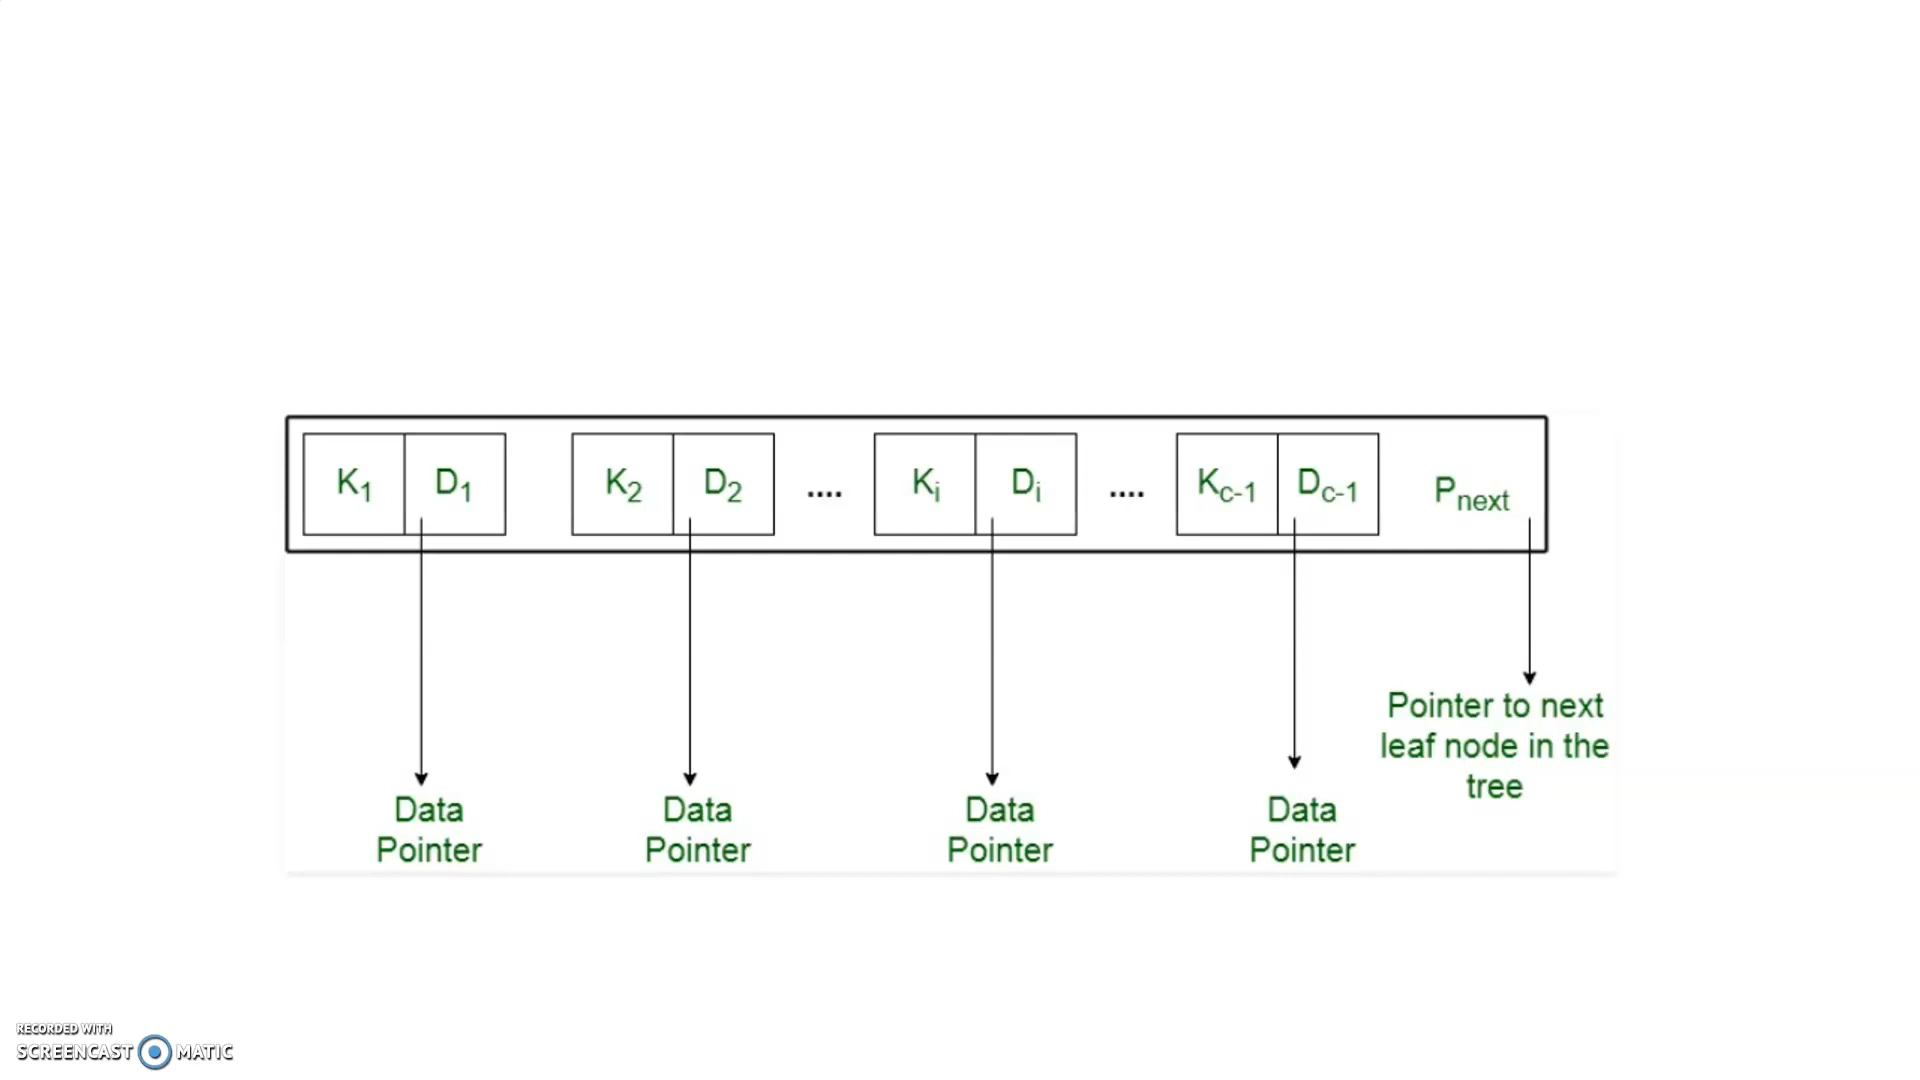 K1 D1 K2 D2 .... Ki Di .... Kc-1 Dc-1 Pnext
Pointer to next
leaf node in the
tree
Data
Pointer
Data
Pointer
Data
Pointer
Data
Pointer
RECORDED WITH
SCREENCAST MATIC